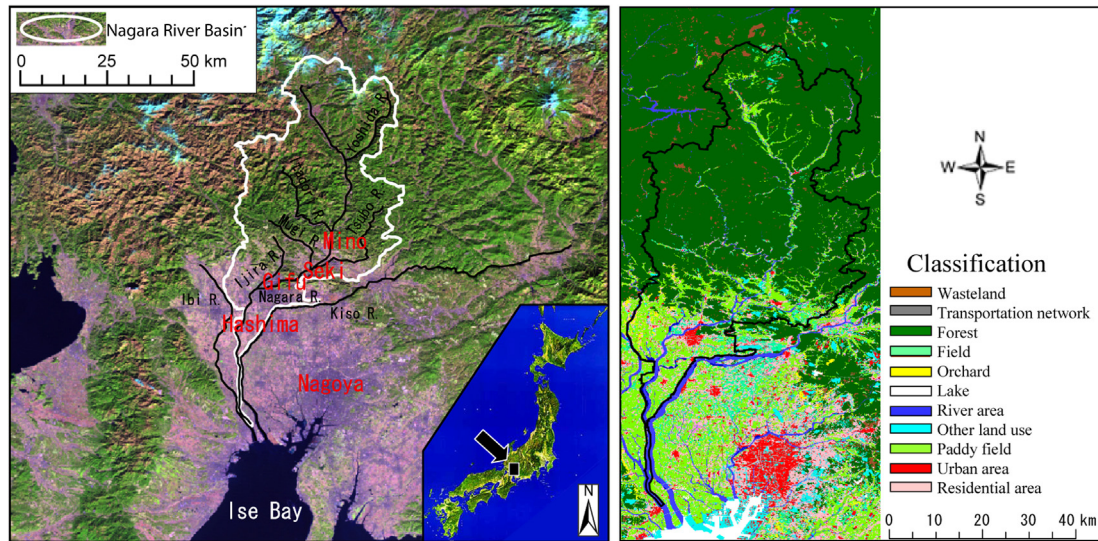 Nagara River Basin
0 50 km
Yoshida R.
Itadori R.
Mugi R.
Tsubo R.
Mino
Ijira R.
Seki
Gifu
Ibi R.
Nagara R.
Kiso R.
Hashima
Nagoya
Ise Bay
N
N
W E
S
Classification
Wasteland
Transportation network
Forest
Field
Orchard
Lake
River area
Other land use
Paddy field
Urban area
Residential area
0 10 20 30 40 km